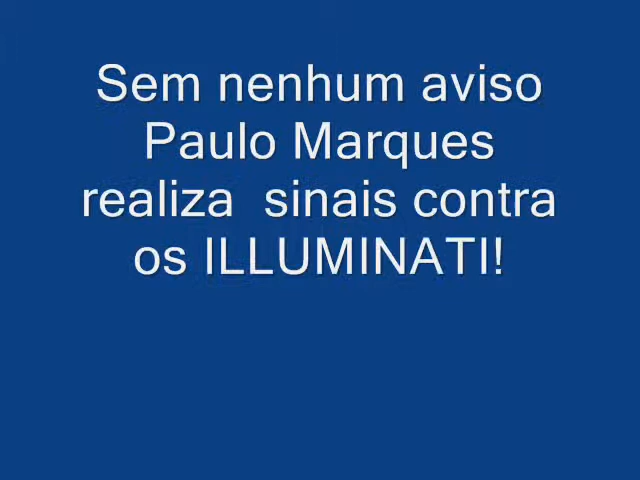 Sem nenhum aviso
Paulo Marques
realiza  sinais contra
os ILLUMINATI!